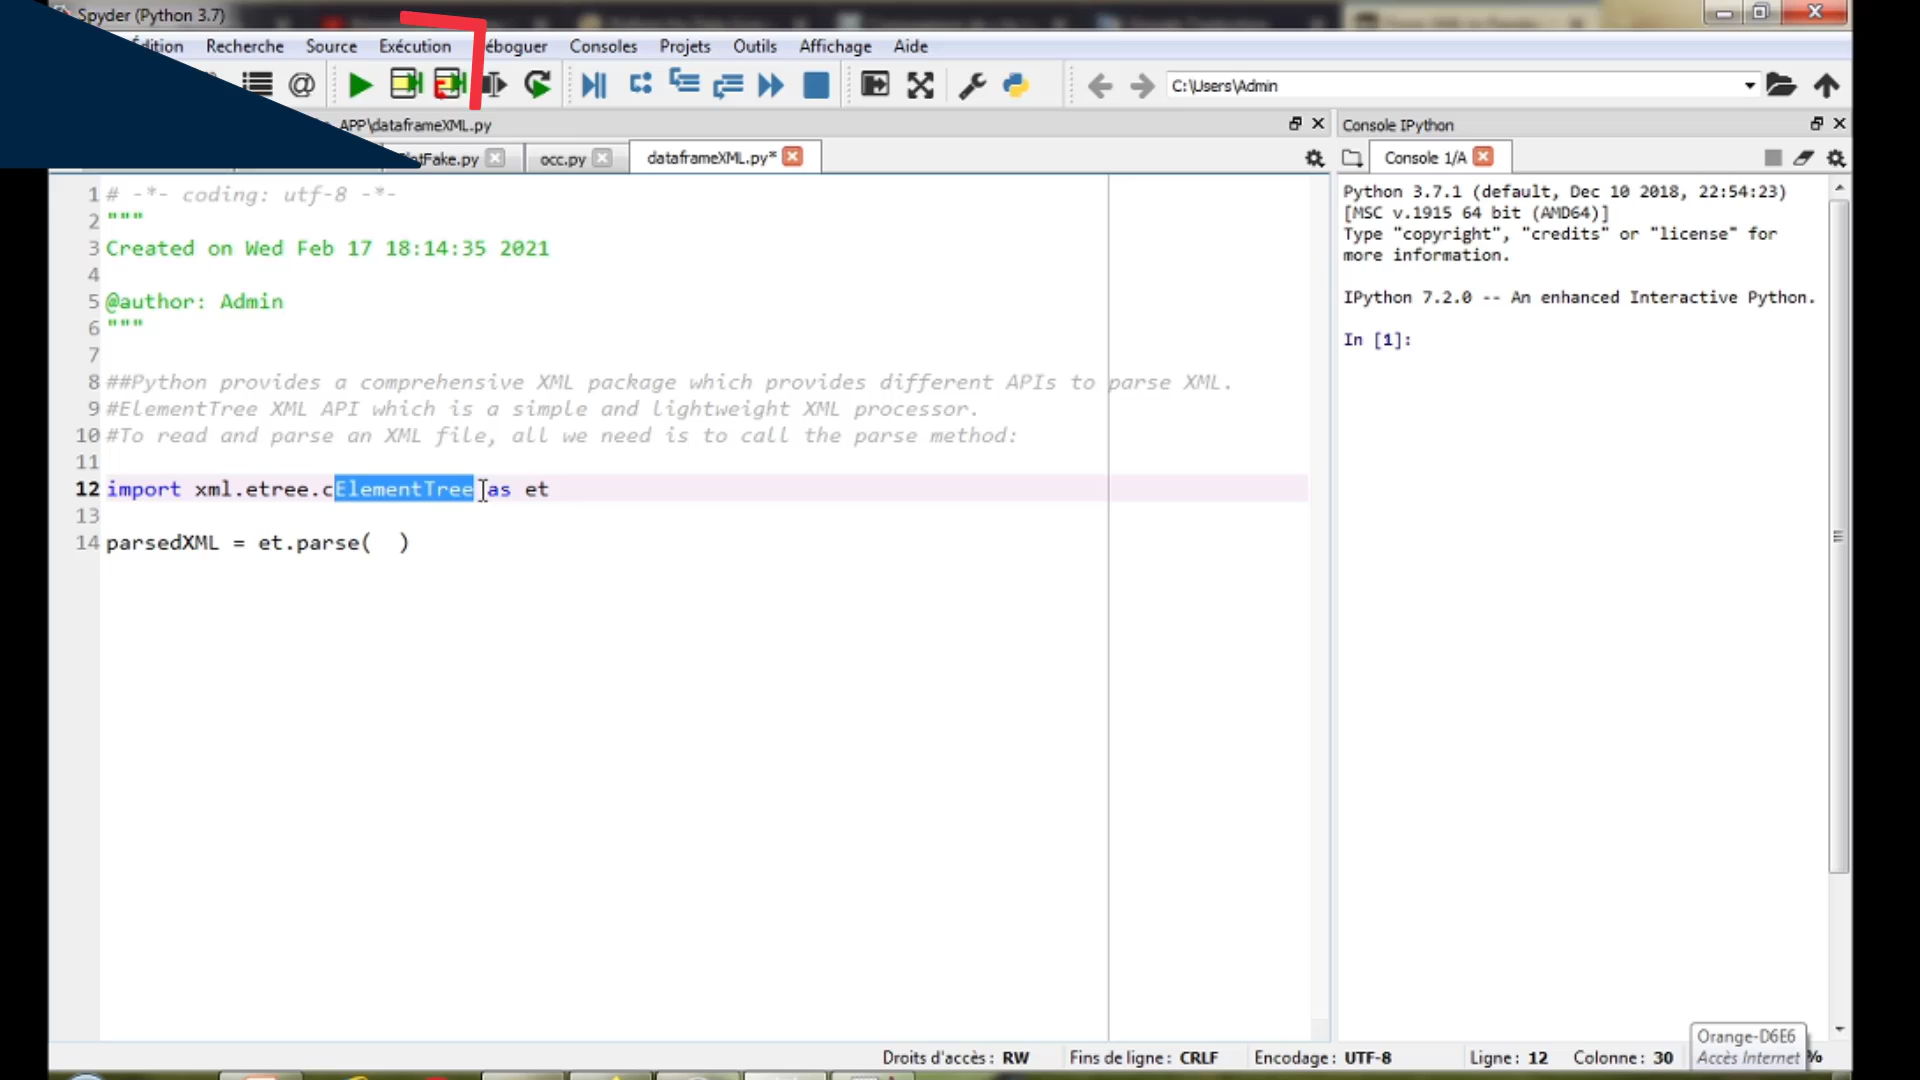 Spyder (Python 3.7)
Édition Recherche Source Exécution Déboguer Consoles Projets Outils Affichage Aide
C:\Users\Admin
APP\dataframeXML.py
Console IPython
Fake.py
occ.py
dataframeXML.py*
Console 1/A
1 # -*- coding: utf-8 -*-
2 """
3 Created on Wed Feb 17 18:14:35 2021
4
5 @author: Admin
6 """
7
8 ##Python provides a comprehensive XML package which provides different APIs to parse XML.
9 #ElementTree XML API which is a simple and lightweight XML processor.
10 #To read and parse an XML file, all we need is to call the parse method:
11
12 import xml.etree.cElementTree as et
13
14 parsedXML = et.parse(  )
Python 3.7.1 (default, Dec 10 2018, 22:54:23)
[MSC v.1915 64 bit (AMD64)]
Type "copyright", "credits" or "license" for
more information.
IPython 7.2.0 -- An enhanced Interactive Python.
In [1]:
Droits d'accès : RW Fins de ligne : CRLF Encodage : UTF-8 Ligne : 12 Colonne : 30 %
Orange-D6E6
Accès Internet